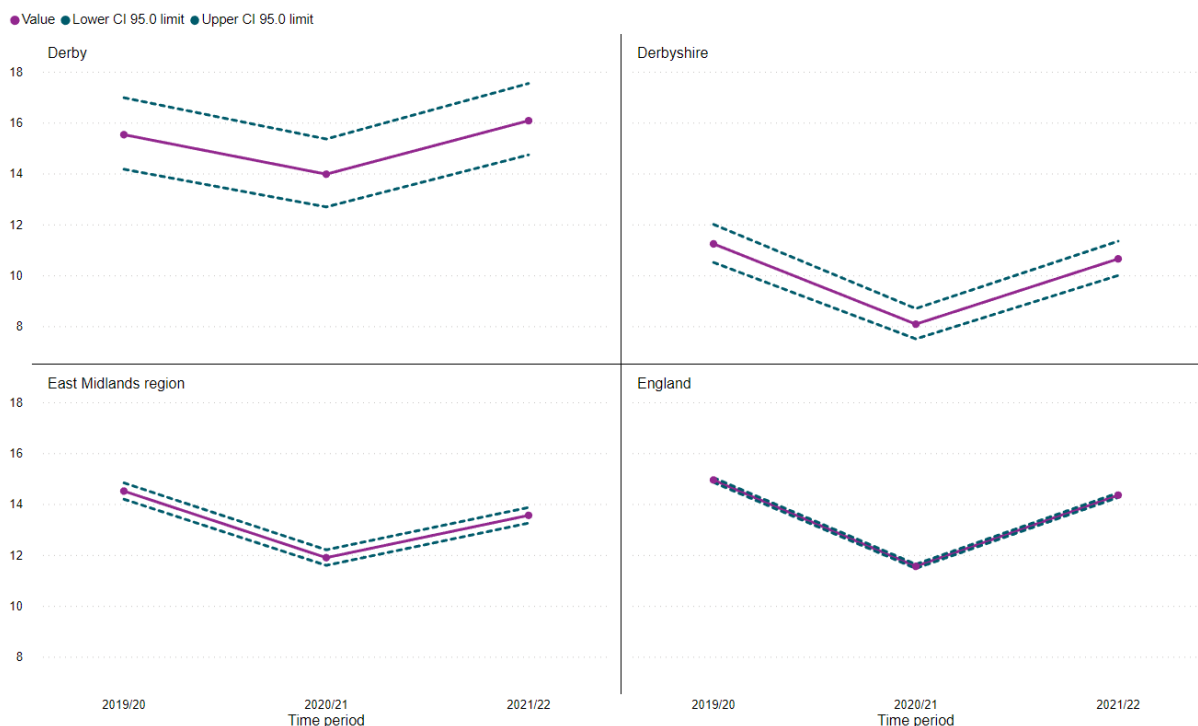 Value Lower CI 95.0 limit Upper CI 95.0 limit
Derby
Derbyshire
18
16
14
12
10
8
East Midlands region
England
18
16
14
12
10
8
2019/20 2020/21 2021/22
2019/20 2020/21 2021/22
Time period
Time period